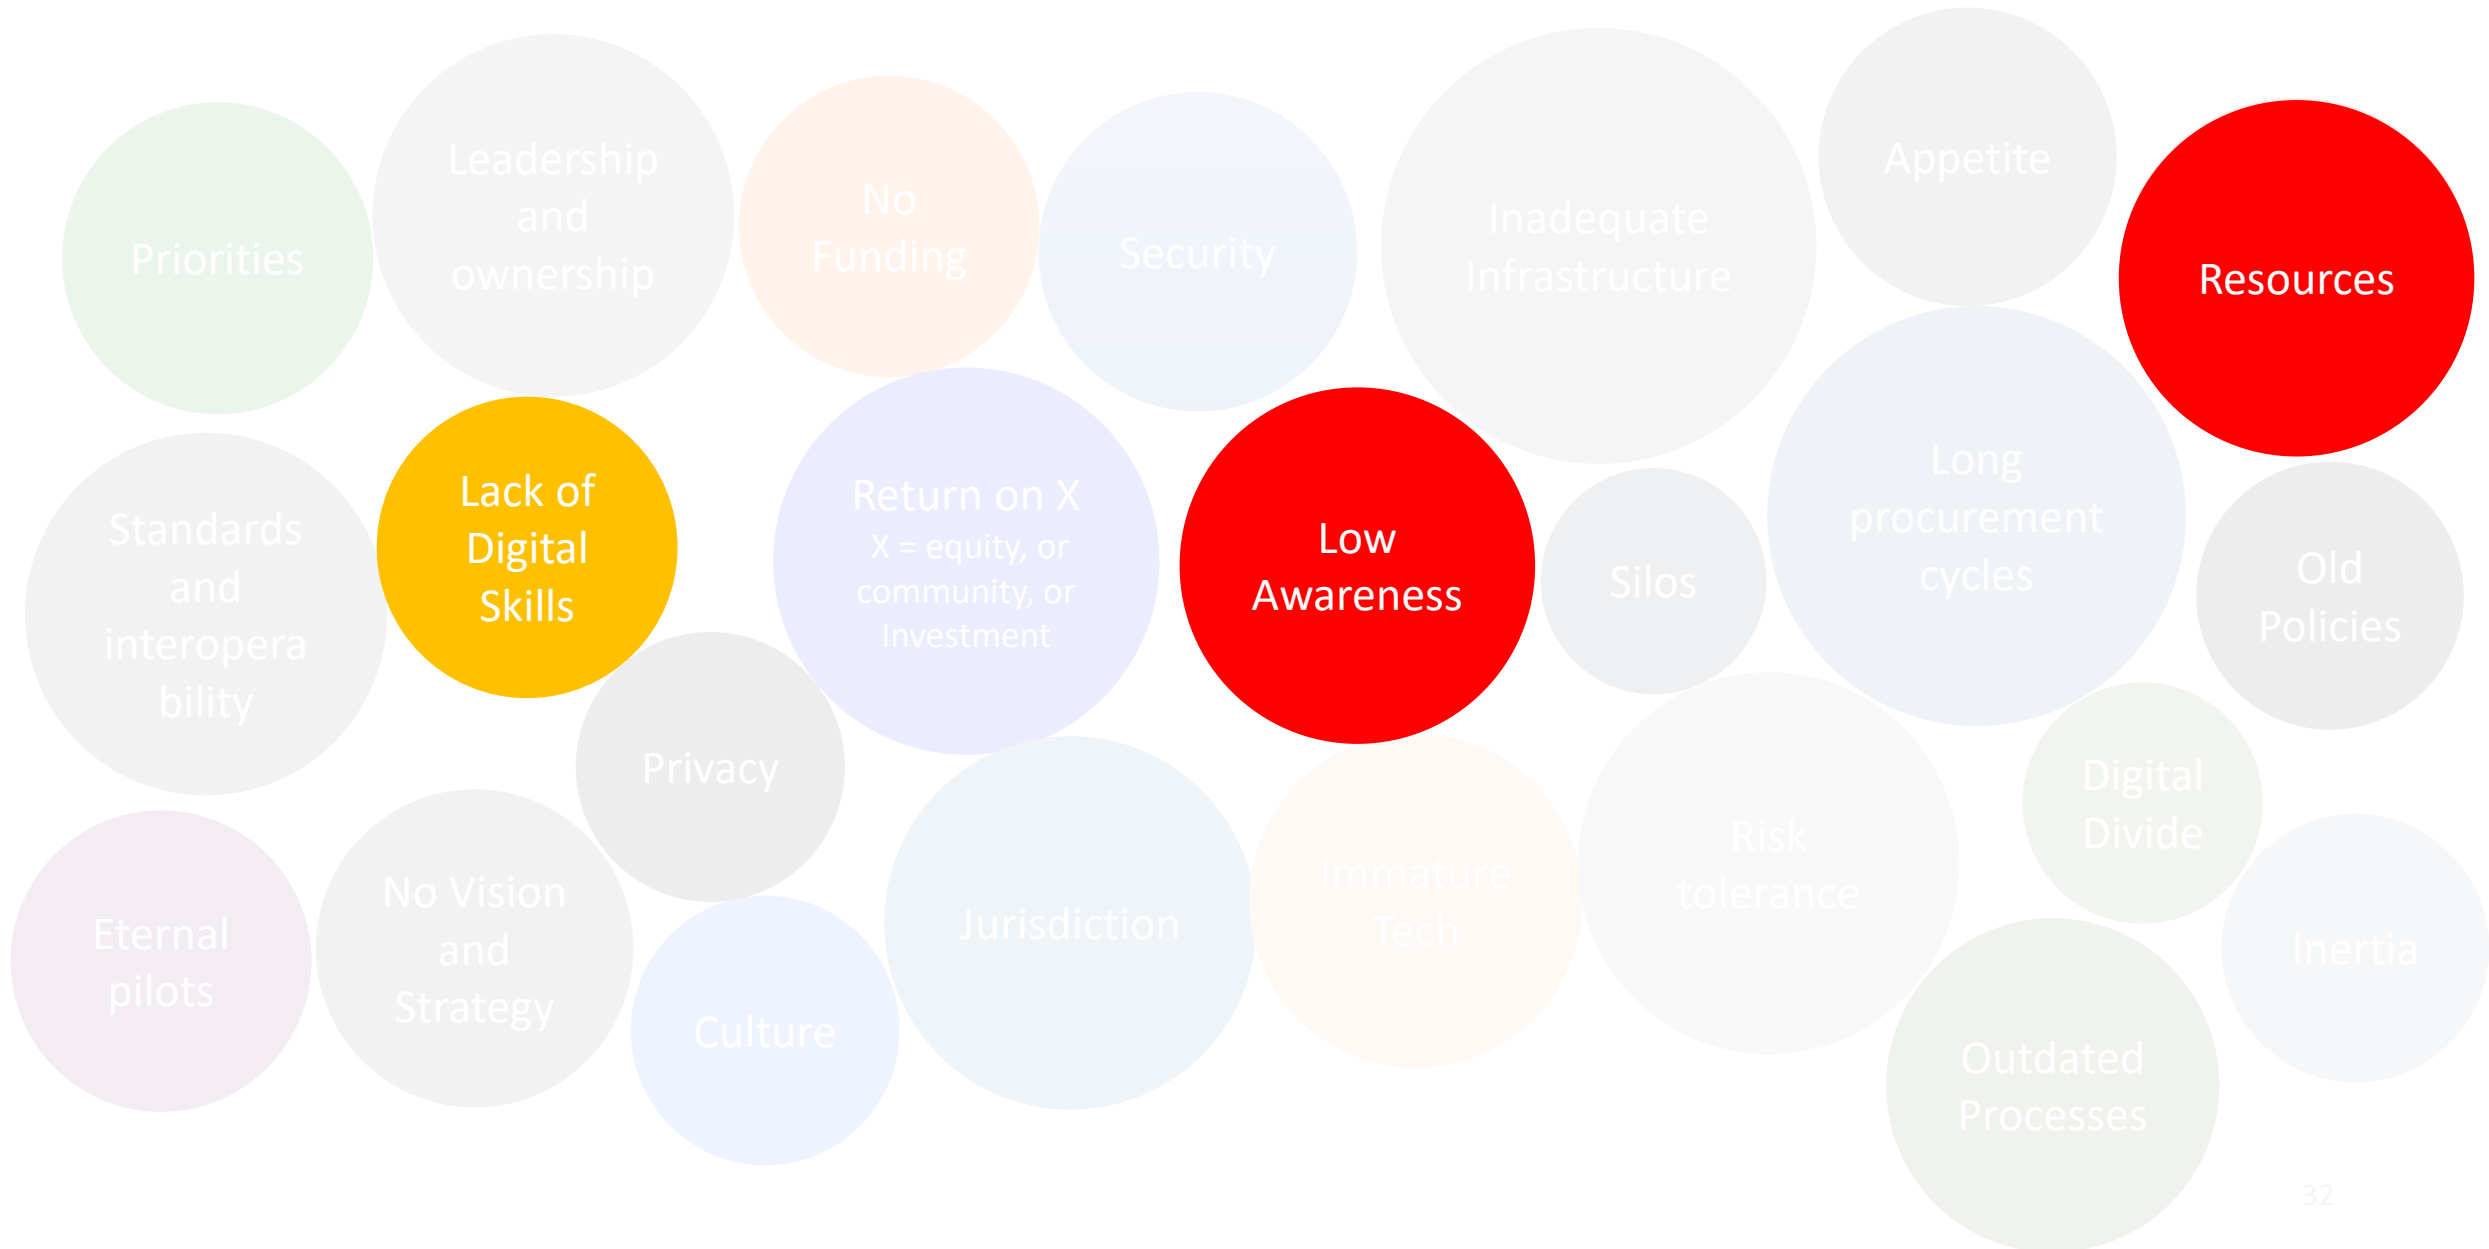 Priorities
Leadership
and
ownership
No
Funding
Security
Inadequate
Infrastructure
Appetite
Resources
Standards
and
interopera
bility
Lack of
Digital
Skills
Return on X
X = equity, or
community, or
Investment
Low
Awareness
Silos
Long
procurement
cycles
Old
Policies
Privacy
Eternal
pilots
No Vision
and
Strategy
Culture
Jurisdiction
Immature
Tech
Risk
tolerance
Digital
Divide
Outdated
Processes
Inertia
32